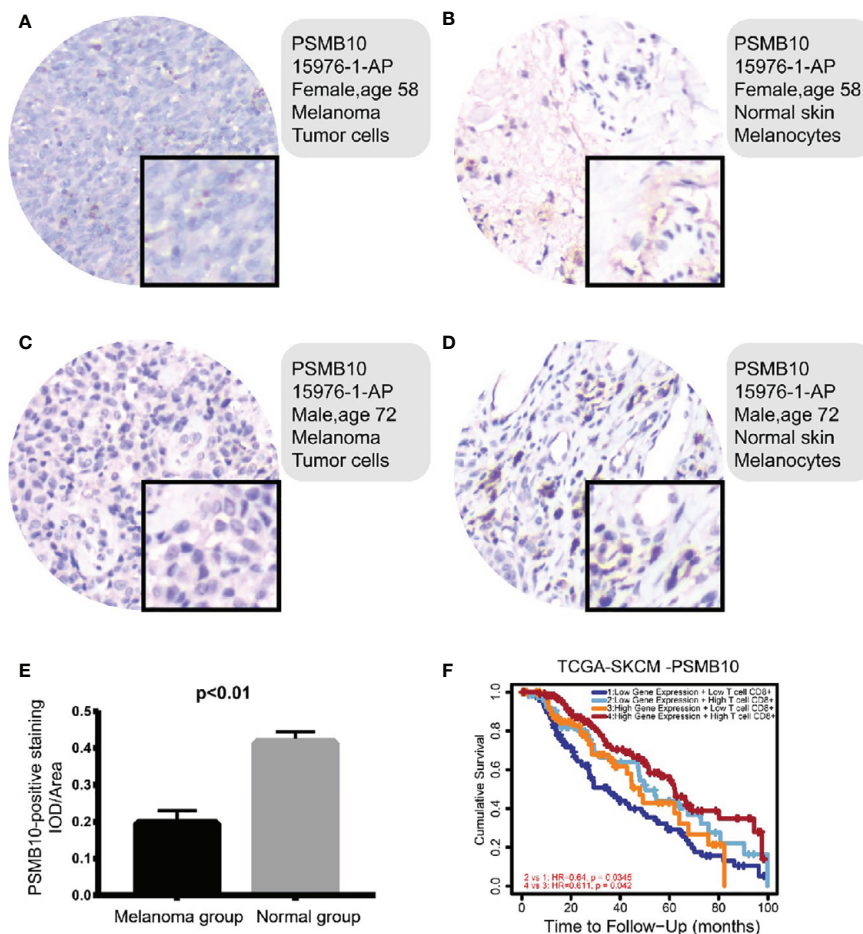 A
PSMB10
15976-1-AP
Female,age 58
Melanoma
Tumor cells
B
PSMB10
15976-1-AP
Female,age 58
Normal skin
Melanocytes
C
PSMB10
15976-1-AP
Male,age 72
Melanoma
Tumor cells
D
PSMB10
15976-1-AP
Male,age 72
Normal skin
Melanocytes
E
p<0.01
PSMB10-positive staining
IOD/Area
0.5
0.4
0.3
0.2
0.1
0.0
Melanoma group
Normal group
F
TCGA-SKCM -PSMB10
1:Low Gene Expression + Low T cell CD8+
2:Low Gene Expression + High T cell CD8+
3:High Gene Expression + Low T cell CD8+
4:High Gene Expression + High T cell CD8+
Cumulative Survival
1.0
0.8
0.6
0.4
0.2
0.0
2 vs 1: HR=0.64, p = 0.0345
4 vs 3: HR=0.611, p = 0.042
0 20 40 60 80 100
Time to Follow-Up (months)